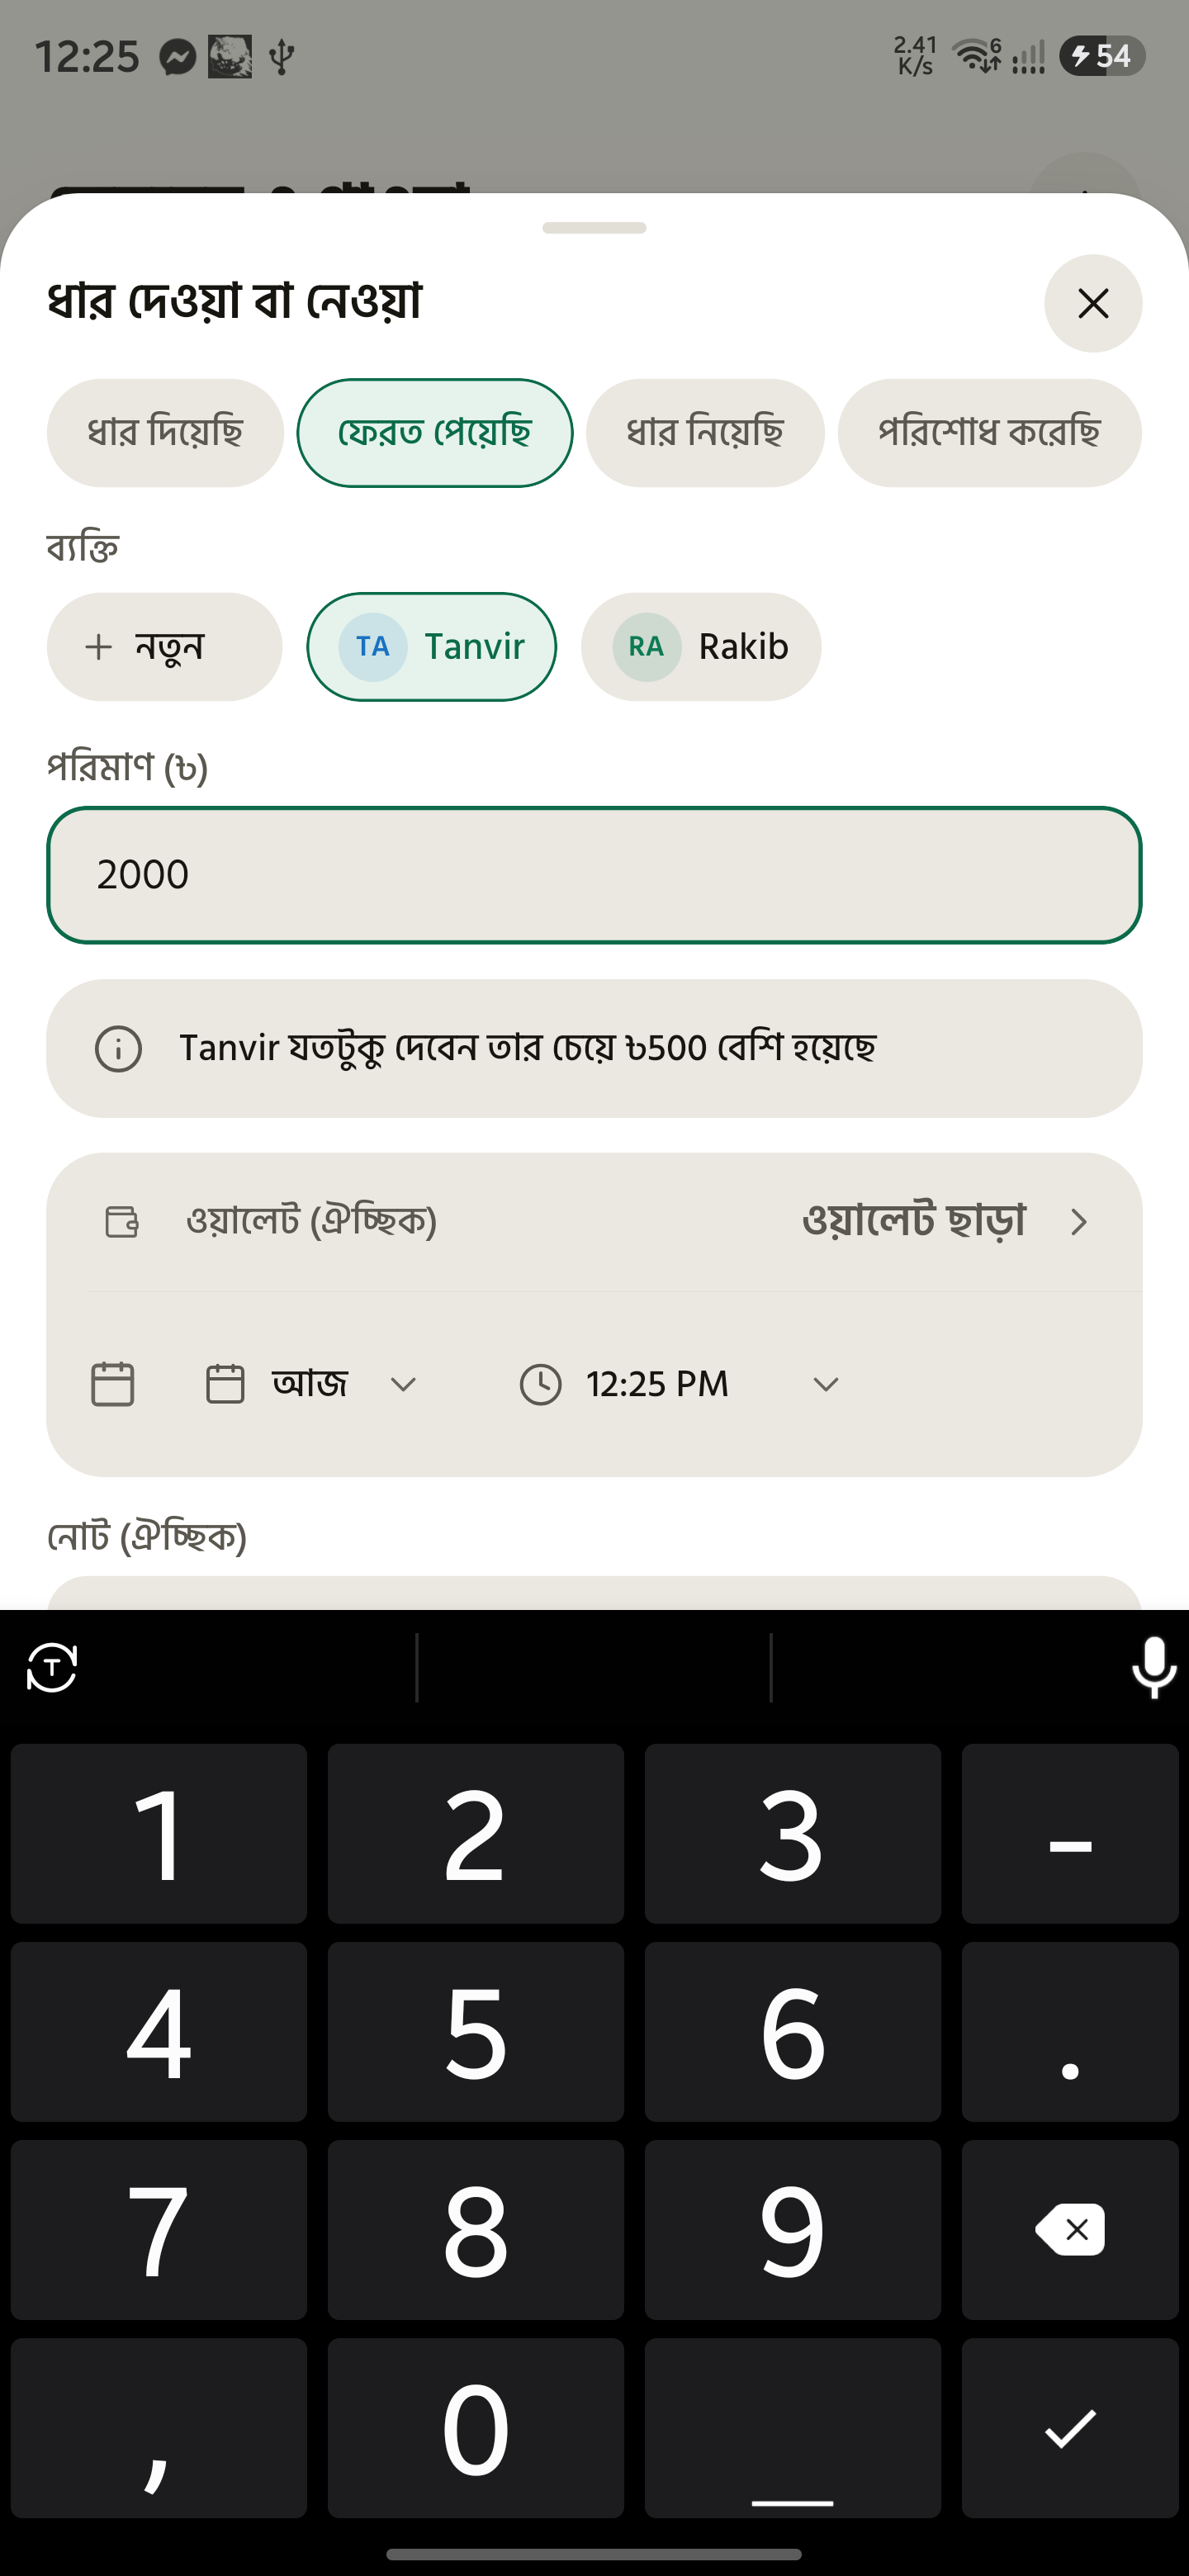 12:25
2.41 K/s
6
54
ধার দেওয়া বা নেওয়া
ধার দিয়েছি ফেরত পেয়েছি ধার নিয়েছি পরিশোধ করেছি
ব্যক্তি
+ নতুন TA Tanvir RA Rakib
পরিমাণ (৳)
2000
Tanvir যতটুকু দেবেন তার চেয়ে ৳500 বেশি হয়েছে
ওয়ালেট (ঐচ্ছিক) ওয়ালেট ছাড়া
আজ 12:25 PM
নোট (ঐচ্ছিক)
T
1 2 3 -
4 5 6 .
7 8 9
, 0